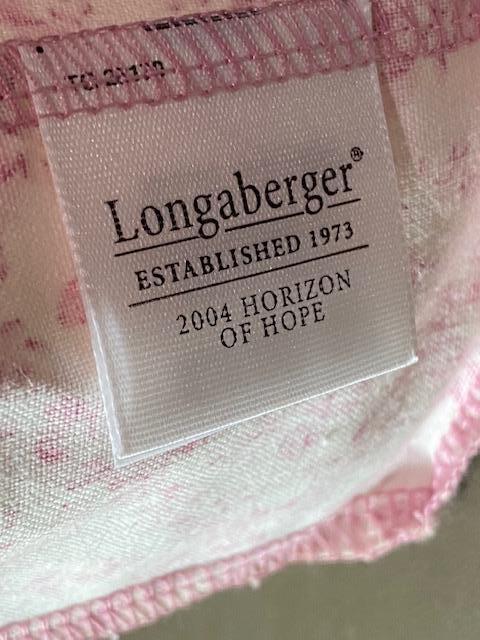 Longaberger®
ESTABLISHED 1973
2004 HORIZON
OF HOPE